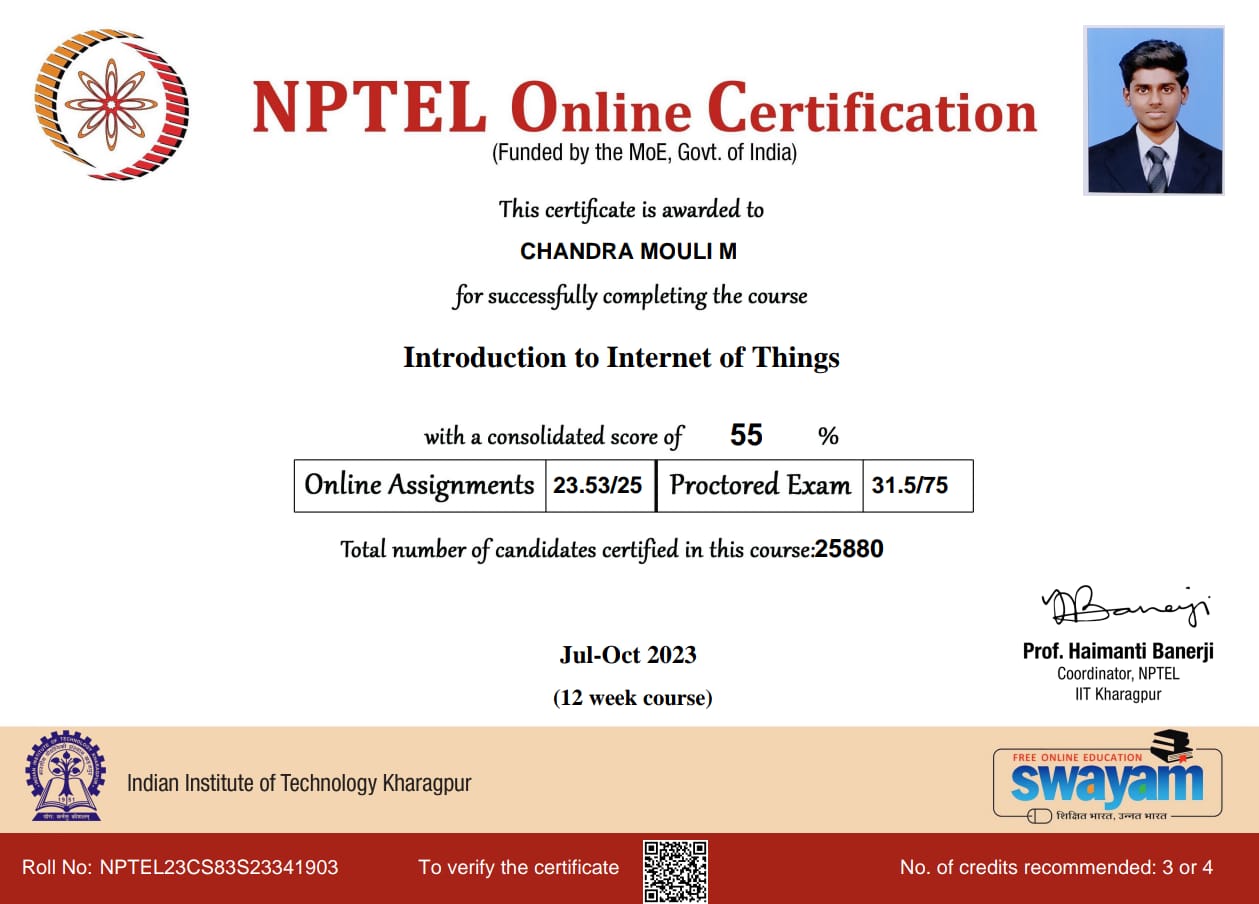 NPTEL Online Certification
(Funded by the MoE, Govt. of India)
This certificate is awarded to
CHANDRA MOULI M
for successfully completing the course
Introduction to Internet of Things
with a consolidated score of 55 %
Online Assignments 23.53/25 Proctored Exam 31.5/75
Total number of candidates certified in this course:25880
Jul-Oct 2023
(12 week course)
Prof. Haimanti Banerji
Coordinator, NPTEL
IIT Kharagpur
Indian Institute of Technology Kharagpur
1951
योगः कर्मसु कौशलम्
FREE ONLINE EDUCATION
swayam
शिक्षित भारत, उन्नत भारत
Roll No: NPTEL23CS83S23341903
To verify the certificate
No. of credits recommended: 3 or 4